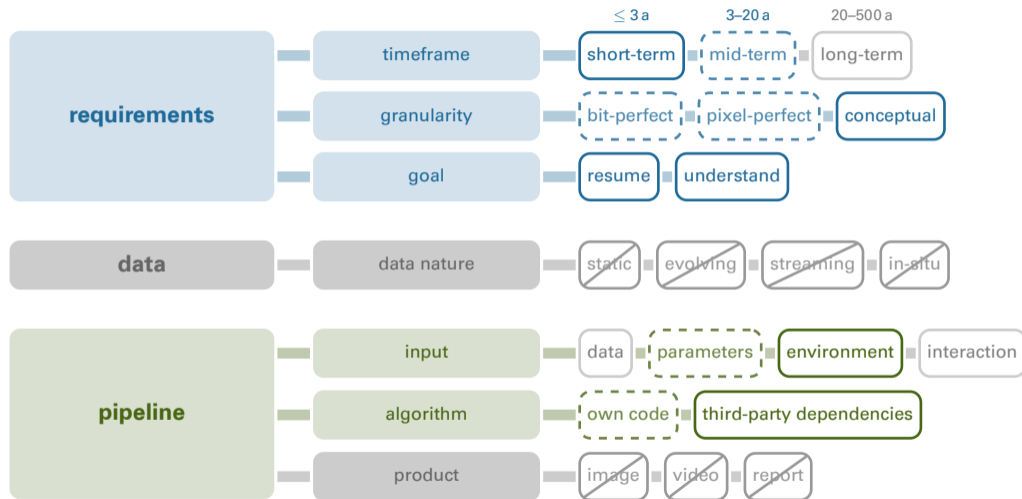 ≤ 3 a 3–20 a 20–500 a
timeframe short-term mid-term long-term
requirements granularity bit-perfect pixel-perfect conceptual
goal resume understand
data data nature static evolving streaming in-situ
input data parameters environment interaction
pipeline algorithm own code third-party dependencies
product image video report